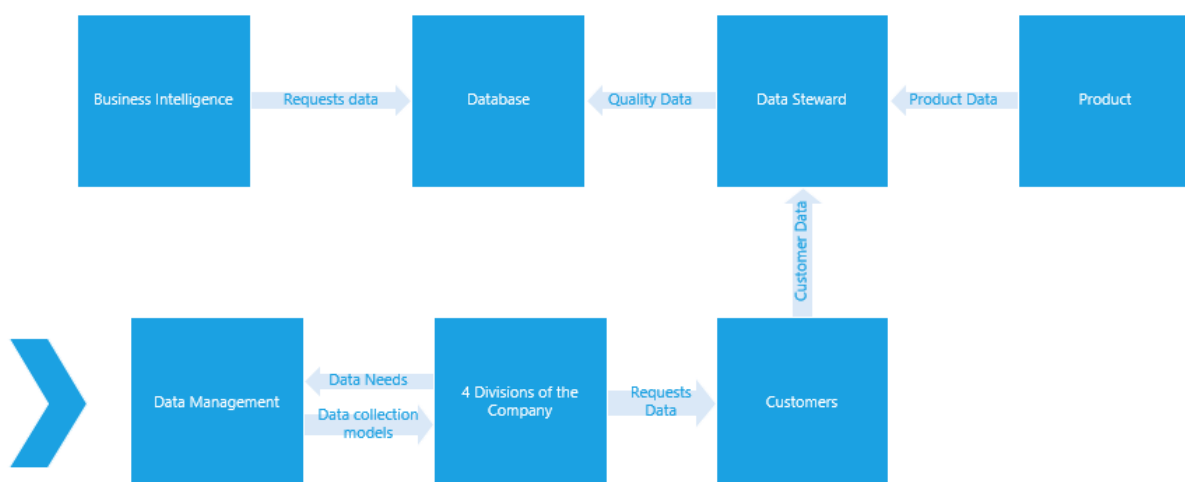 Business Intelligence
Requests data
Database
Quality Data
Data Steward
Product Data
Product
Customer Data
Data Management
Data Needs
Data collection
models
4 Divisions of the
Company
Requests
Data
Customers